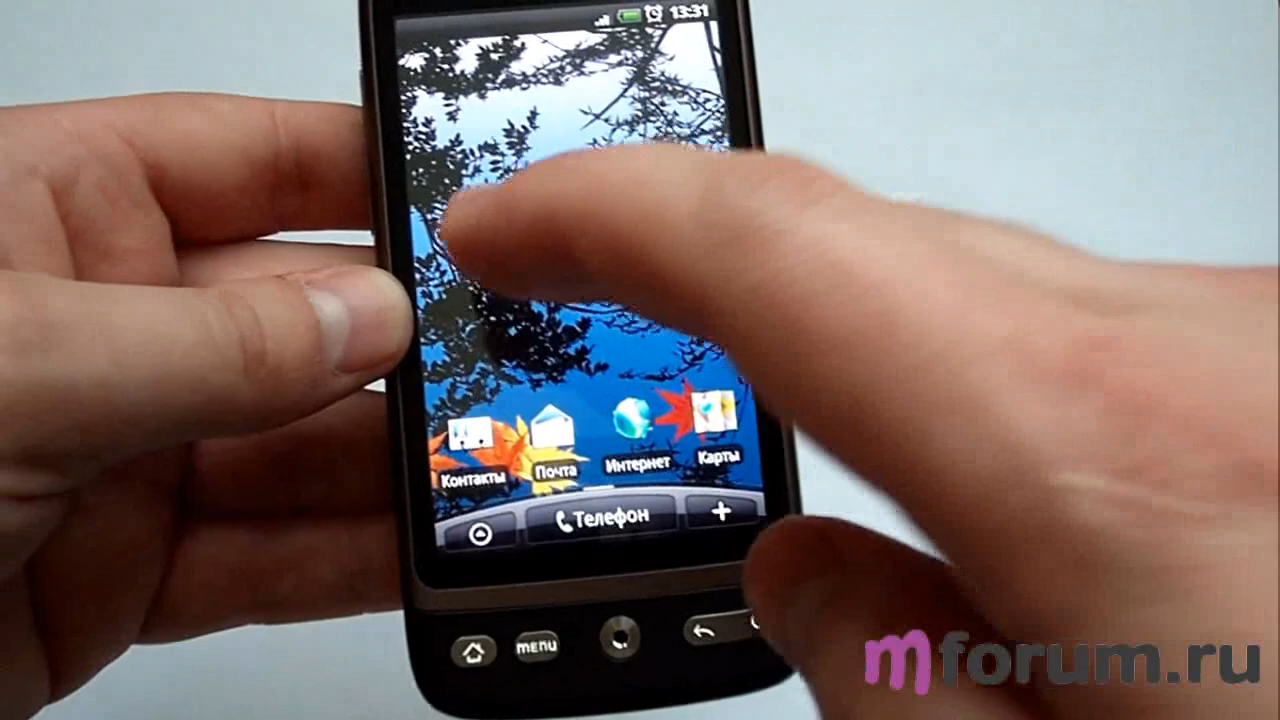 13:31
Контакты
Почта
Интернет
Карты
Телефон
menu
mforum.ru